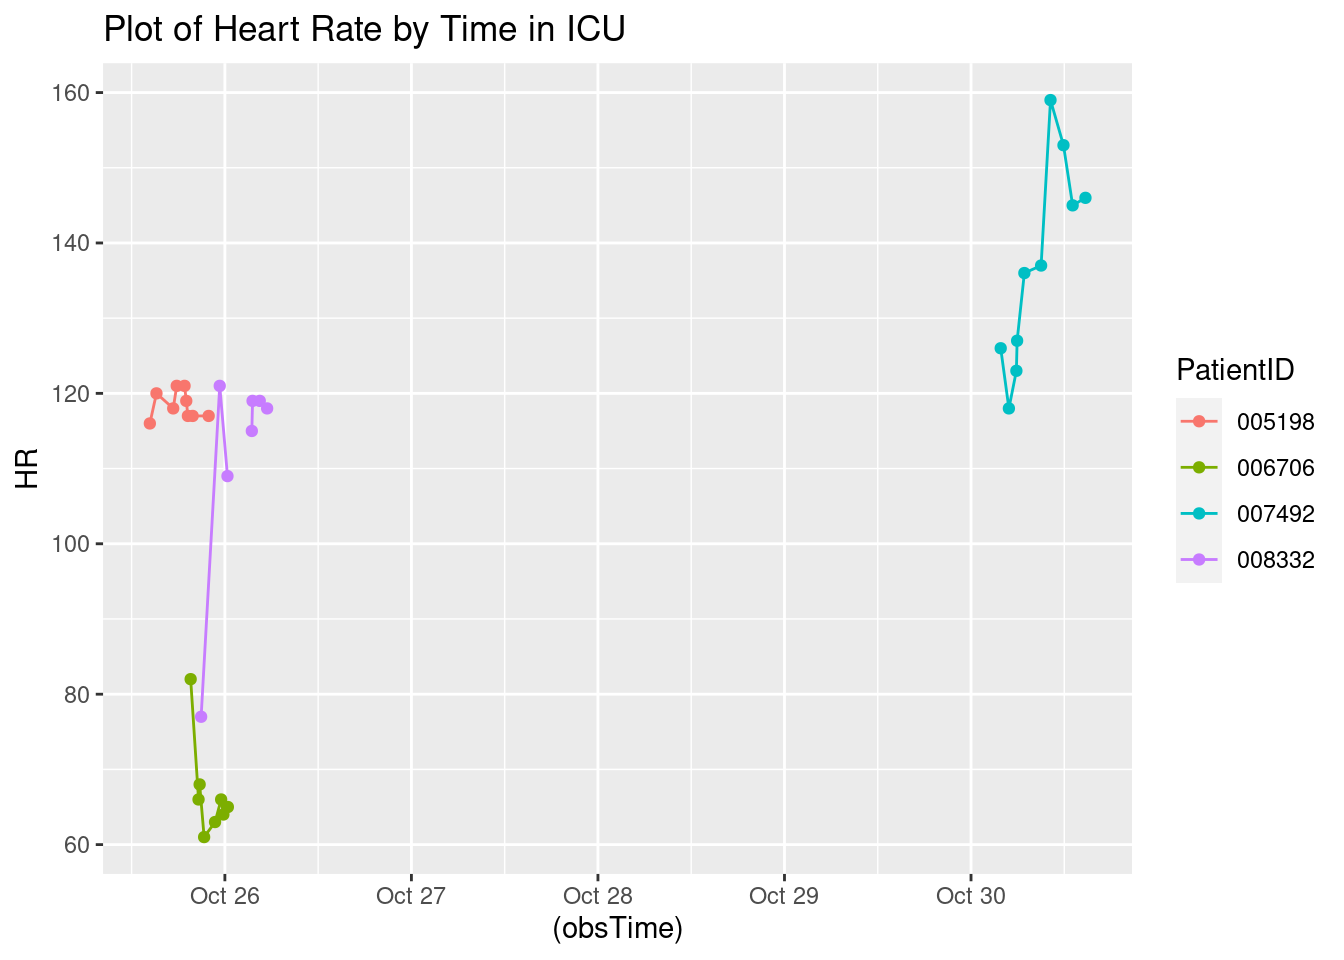 Plot of Heart Rate by Time in ICU
160
140
120
100
80
60
HR
Oct 26
Oct 27
Oct 28
Oct 29
Oct 30
(obsTime)
PatientID
005198
006706
007492
008332